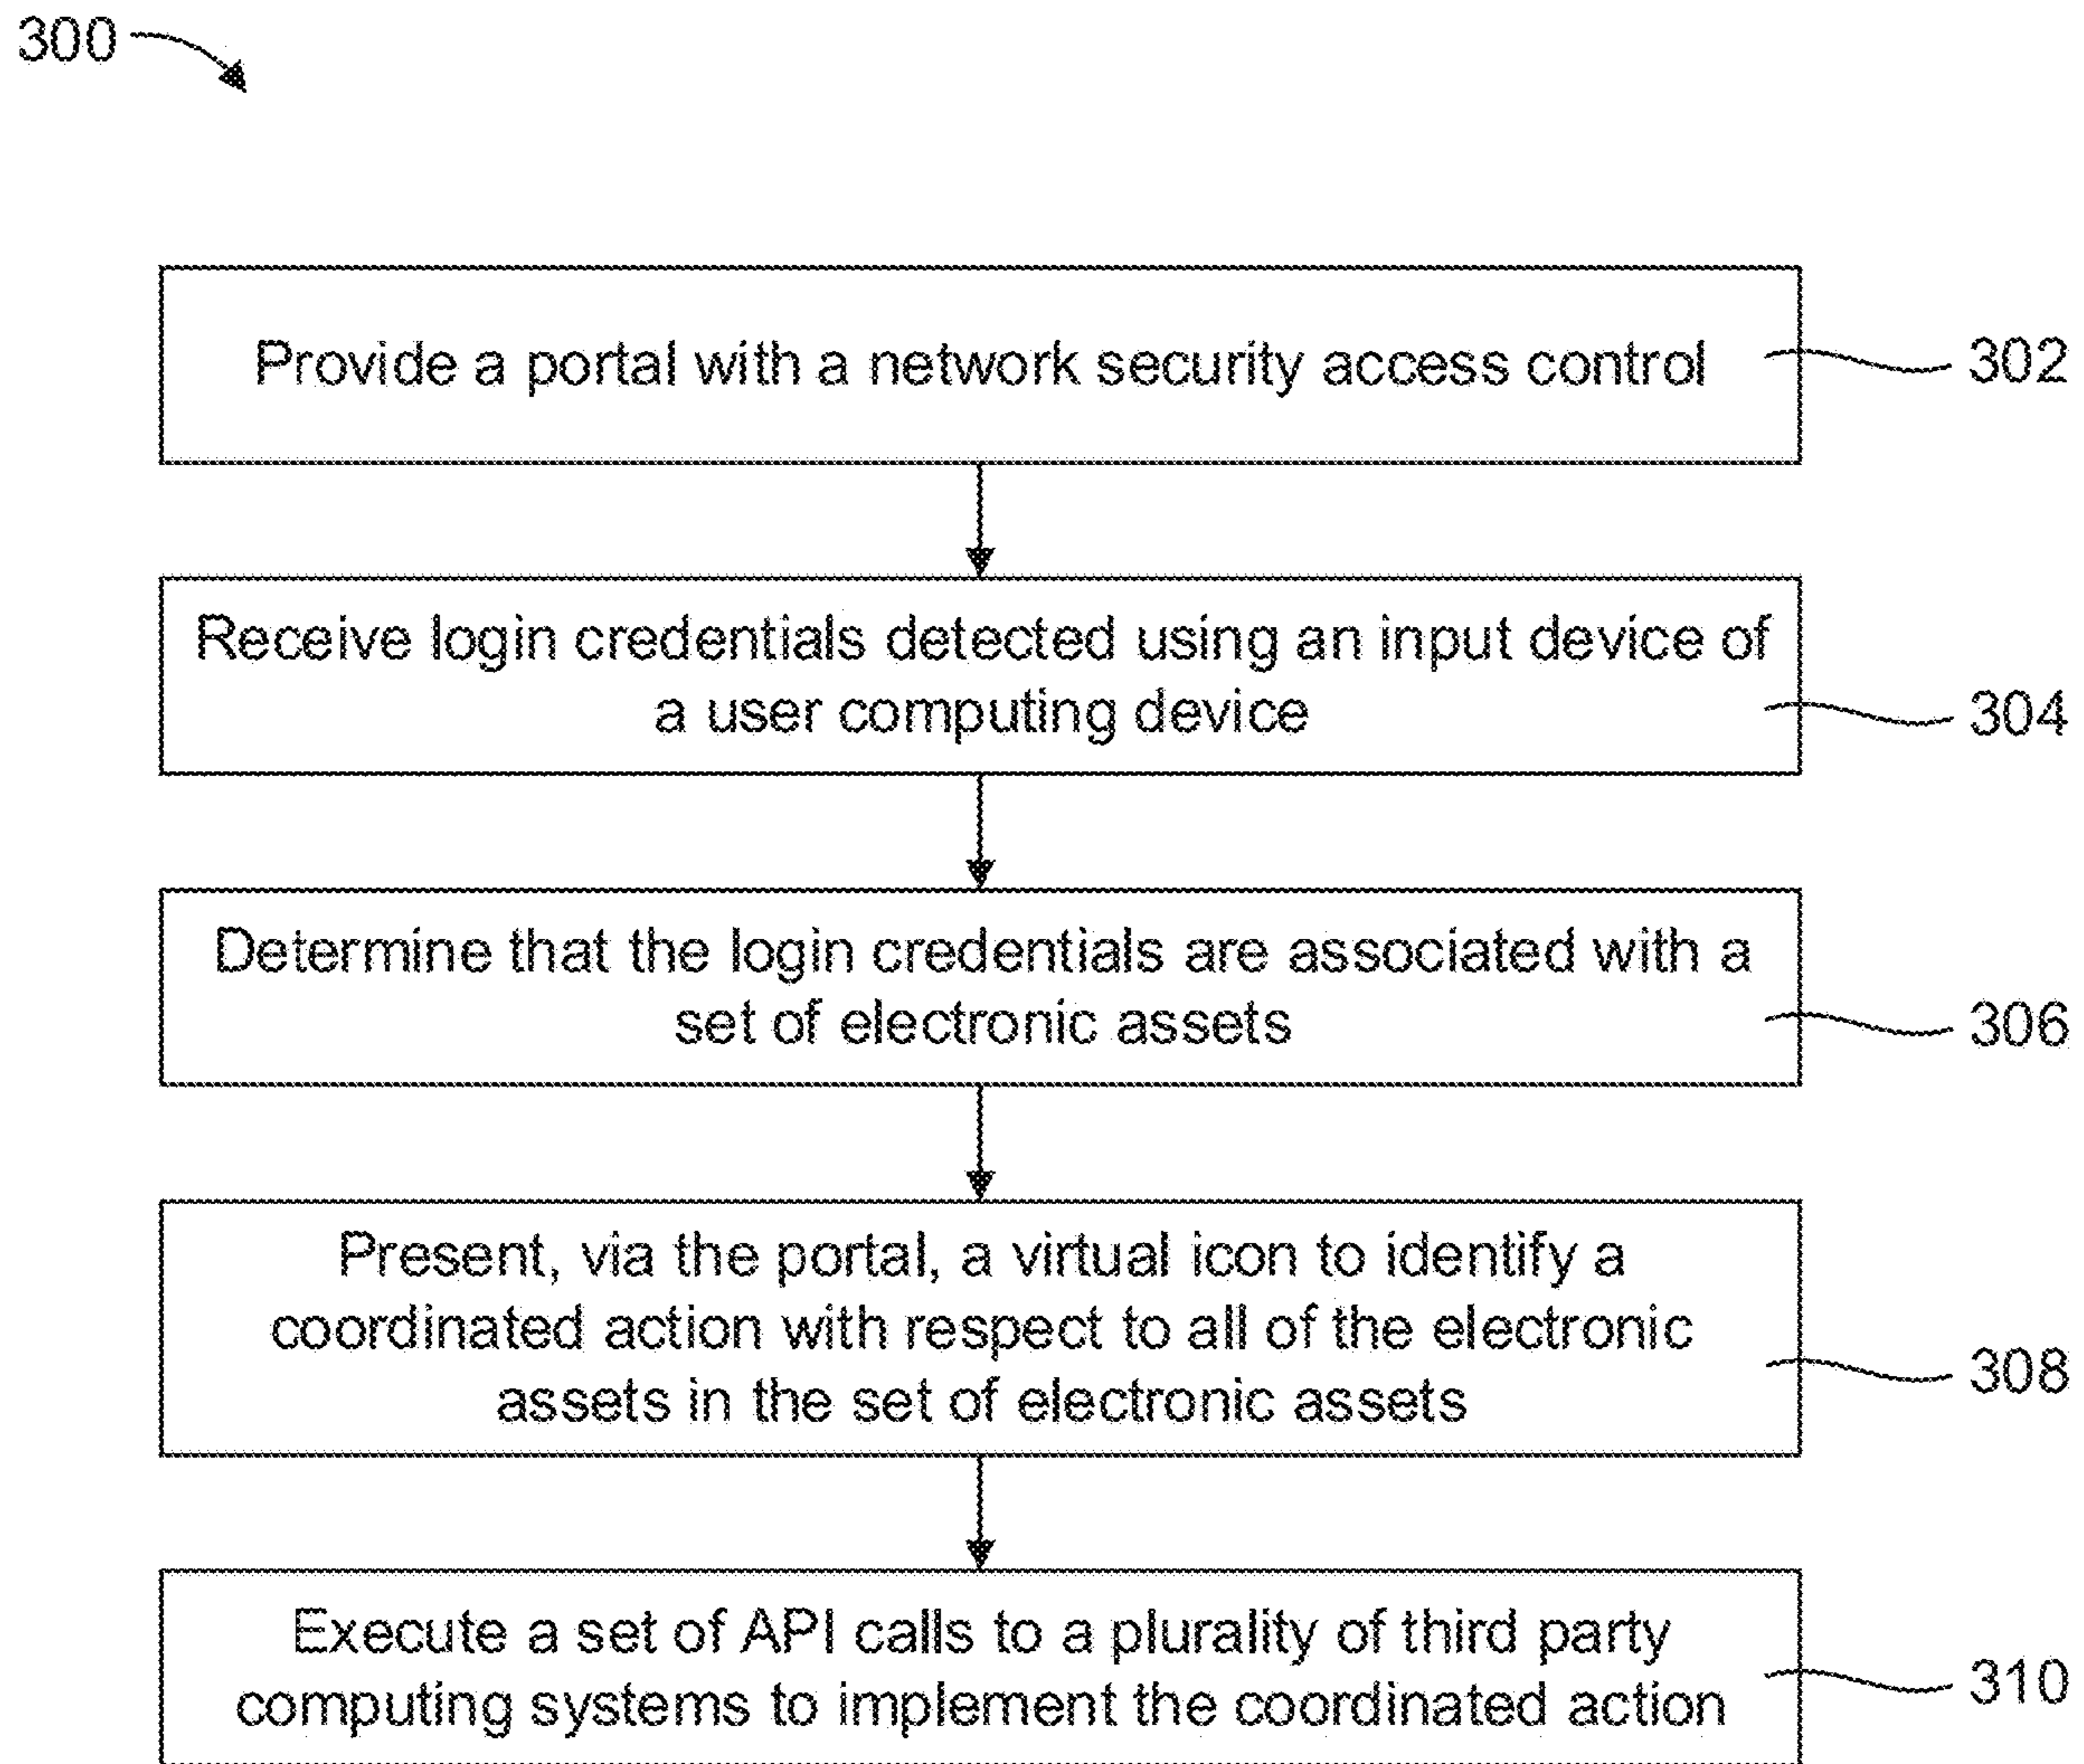 300
Provide a portal with a network security access control
302
Receive login credentials detected using an input device of
a user computing device
304
Determine that the login credentials are associated with a
set of electronic assets
306
Present, via the portal, a virtual icon to identify a
coordinated action with respect to all of the electronic
assets in the set of electronic assets
308
Execute a set of API calls to a plurality of third party
computing systems to implement the coordinated action
310